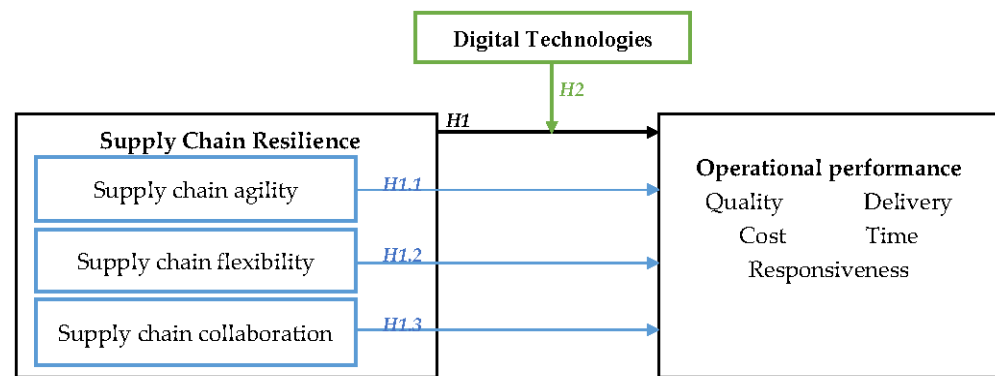 Digital Technologies
H2
H1
Supply Chain Resilience
Supply chain agility
H1.1
Supply chain flexibility
H1.2
Supply chain collaboration
H1.3
Operational performance
Quality Delivery
Cost Time
Responsiveness